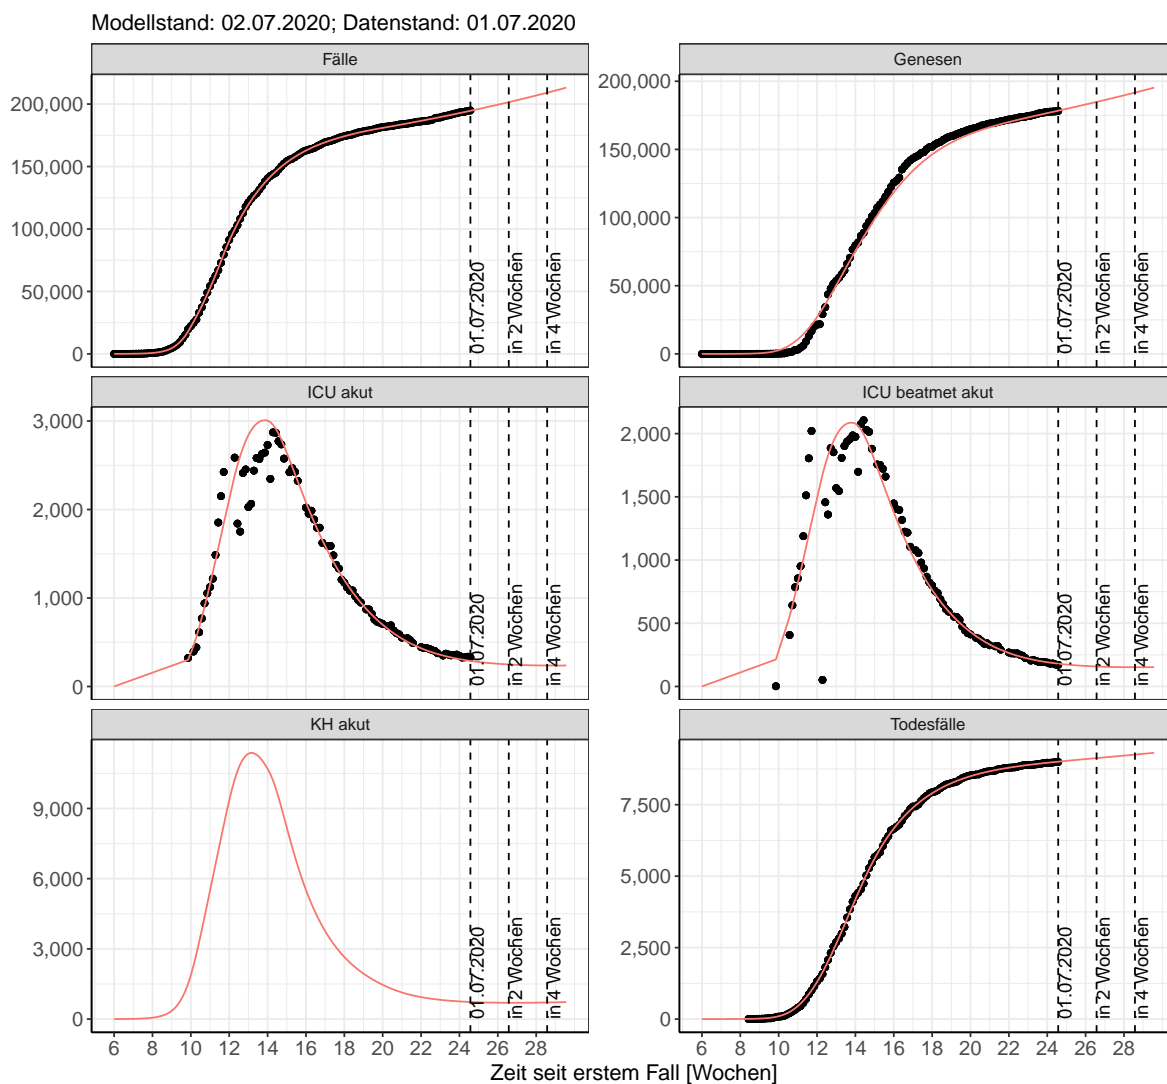 Modellstand: 02.07.2020; Datenstand: 01.07.2020
Fälle
200,000
150,000
100,000
50,000
0
01.07.2020
in 2 Wochen
in 4 Wochen
Genesen
200,000
150,000
100,000
50,000
0
01.07.2020
in 2 Wochen
in 4 Wochen
ICU akut
3,000
2,000
1,000
0
01.07.2020
in 2 Wochen
in 4 Wochen
ICU beatmet akut
2,000
1,500
1,000
500
0
01.07.2020
in 2 Wochen
in 4 Wochen
KH akut
9,000
6,000
3,000
0
01.07.2020
in 2 Wochen
in 4 Wochen
6 8 10 12 14 16 18 20 22 24 26 28
Todesfälle
7,500
5,000
2,500
0
01.07.2020
in 2 Wochen
in 4 Wochen
6 8 10 12 14 16 18 20 22 24 26 28
Zeit seit erstem Fall [Wochen]